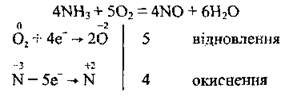 4NH₃ + 5O₂ = 4NO + 6H₂O
0 -2
O₂ + 4e⁻ → 2O | 5 | відновлення
-3 +2
N − 5e⁻ → N | 4 | окиснення